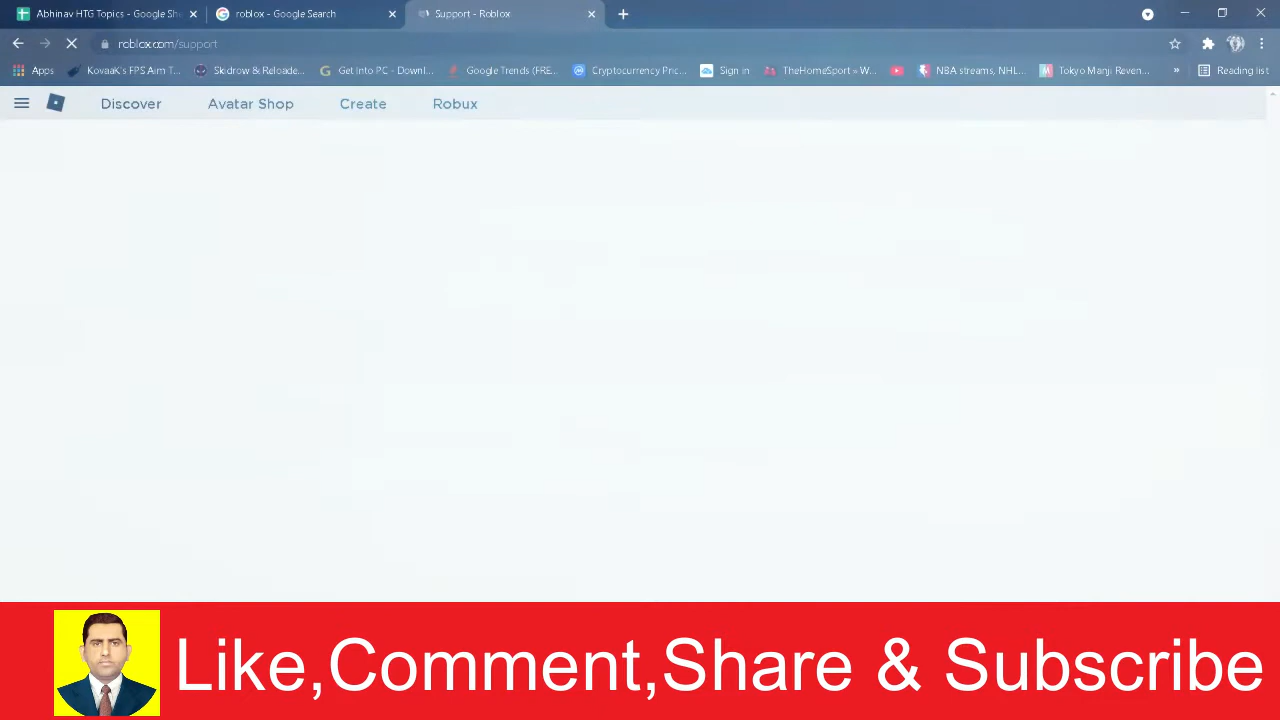 Abhinav HTG Topics - Google She
roblox - Google Search
Support - Roblox
roblox.com/support
Apps
KovaaK's FPS Aim T...
Skidrow & Reloade...
Get Into PC - Downl...
Google Trends (FRE...
Cryptocurrency Pric...
Sign in
TheHomeSport » W...
NBA streams, NHL...
Tokyo Manji Reven...
»
Reading list
Discover
Avatar Shop
Create
Robux
Like,Comment,Share & Subscribe